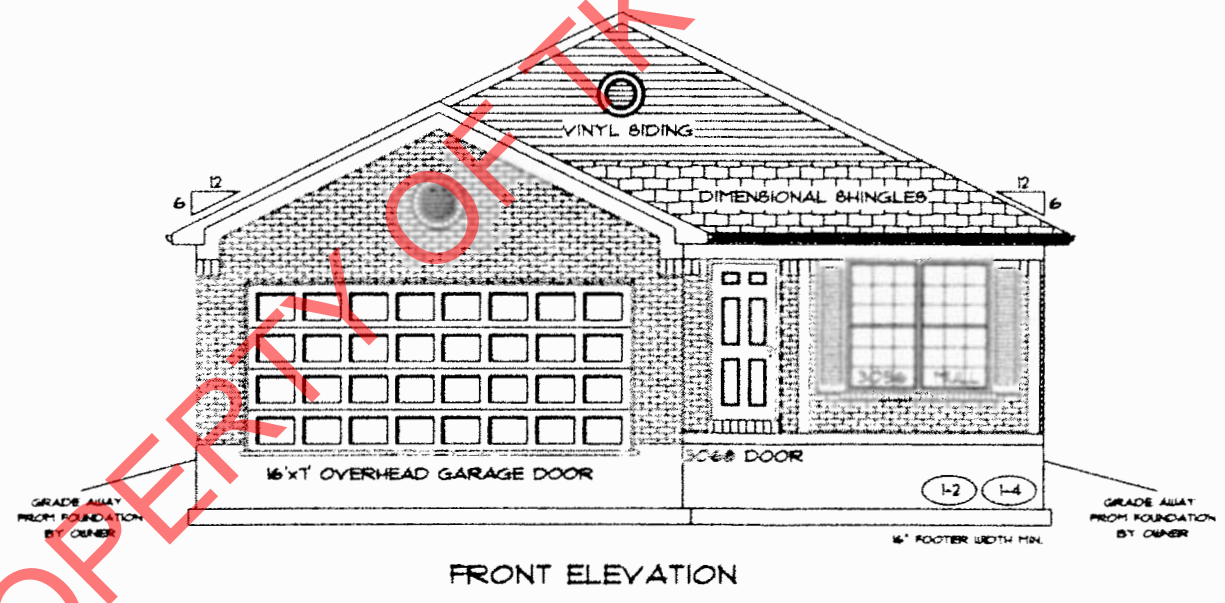 PROPERTY OF TK
VINYL SIDING
DIMENSIONAL SHINGLES
12
6
12
6
16'x7' OVERHEAD GARAGE DOOR
3068 DOOR
1-2
1-4
GRADE AWAY
FROM FOUNDATION
BY OWNER
GRADE AWAY
FROM FOUNDATION
BY OWNER
16" FOOTER WIDTH MIN.
FRONT ELEVATION